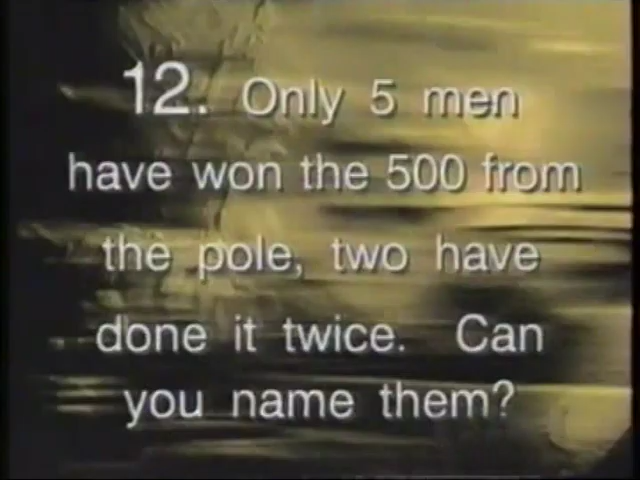 12. Only 5 men
have won the 500 from
the pole, two have
done it twice. Can
you name them?